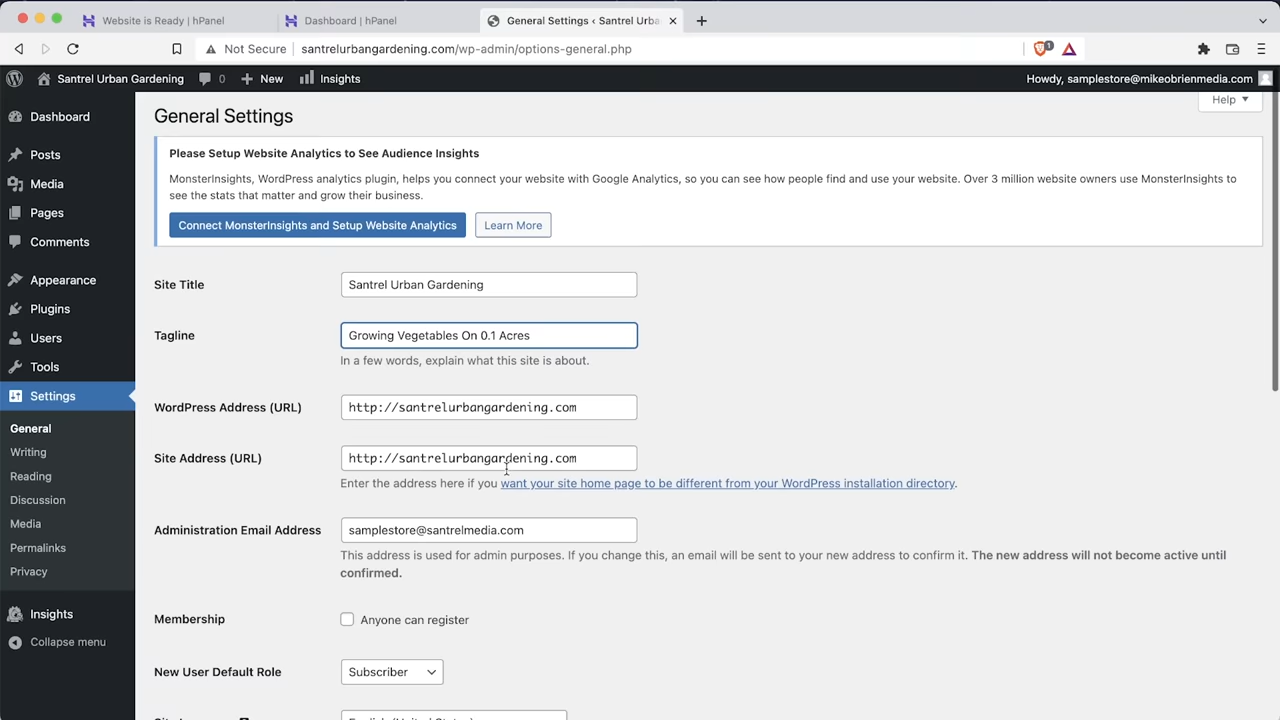 Website is Ready | hPanel
Dashboard | hPanel
General Settings ‹ Santrel Urba
Not Secure
santrelurbangardening.com/wp-admin/options-general.php
1
Santrel Urban Gardening
0
New
Insights
Howdy, samplestore@mikeobrienmedia.com
Help
Dashboard
Posts
Media
Pages
Comments
Appearance
Plugins
Users
Tools
Settings
General
Writing
Reading
Discussion
Media
Permalinks
Privacy
Insights
Collapse menu
General Settings
Please Setup Website Analytics to See Audience Insights
MonsterInsights, WordPress analytics plugin, helps you connect your website with Google Analytics, so you can see how people find and use your website. Over 3 million website owners use MonsterInsights to
see the stats that matter and grow their business.
Connect MonsterInsights and Setup Website Analytics
Learn More
Site Title
Santrel Urban Gardening
Tagline
Growing Vegetables On 0.1 Acres
In a few words, explain what this site is about.
WordPress Address (URL)
http://santrelurbangardening.com
Site Address (URL)
http://santrelurbangardening.com
Enter the address here if you want your site home page to be different from your WordPress installation directory.
Administration Email Address
samplestore@santrelmedia.com
This address is used for admin purposes. If you change this, an email will be sent to your new address to confirm it. The new address will not become active until
confirmed.
Membership
Anyone can register
New User Default Role
Subscriber